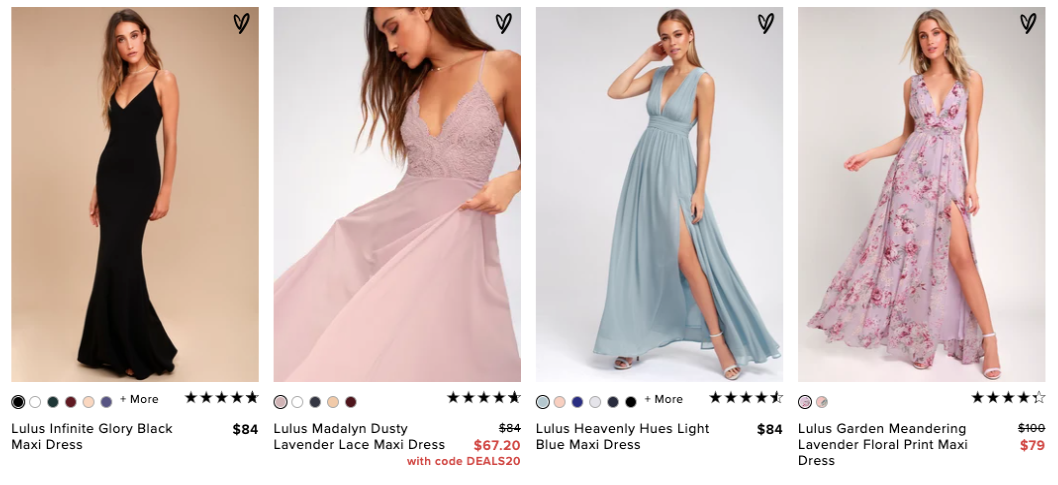 + More
Lulus Infinite Glory Black
Maxi Dress
$84
Lulus Madalyn Dusty
Lavender Lace Maxi Dress
$84
$67.20
with code DEALS20
+ More
Lulus Heavenly Hues Light
Blue Maxi Dress
$84
Lulus Garden Meandering
Lavender Floral Print Maxi
Dress
$100
$79